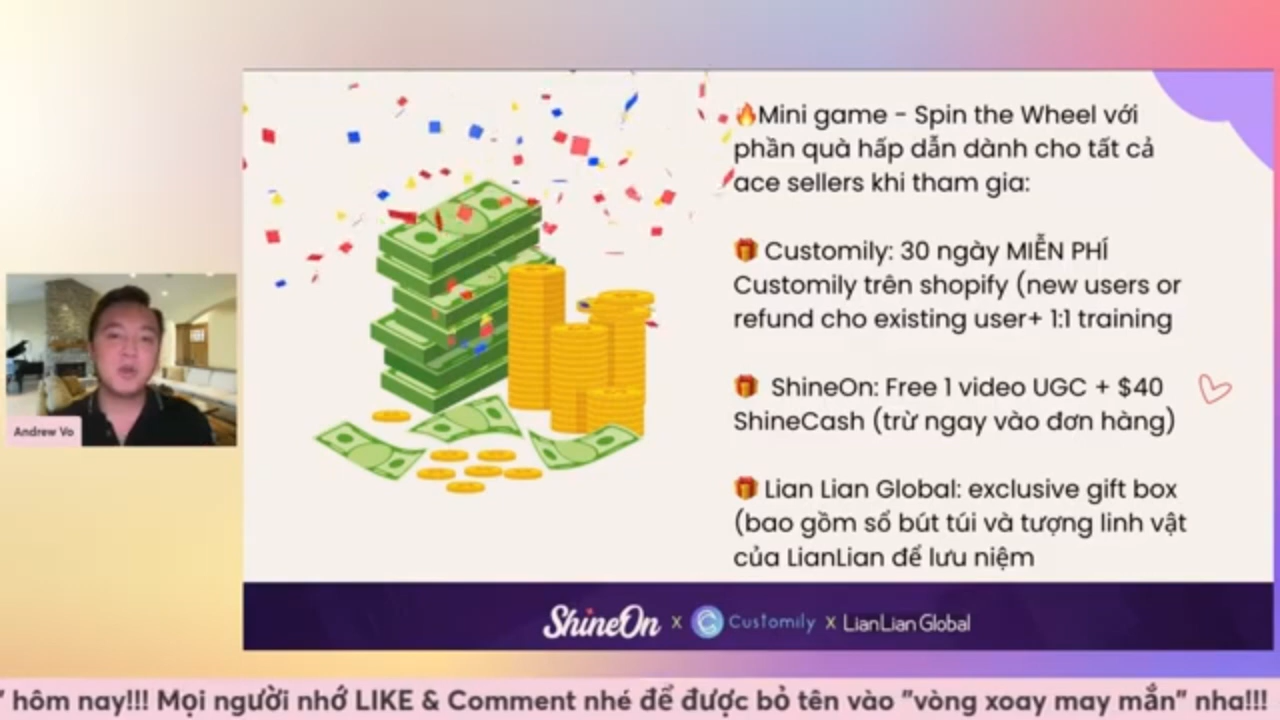 🔥Mini game - Spin the Wheel với
phần quà hấp dẫn dành cho tất cả
ace sellers khi tham gia:
🎁 Customily: 30 ngày MIỄN PHÍ
Customily trên shopify (new users or
refund cho existing user+ 1:1 training
🎁 ShineOn: Free 1 video UGC + $40
ShineCash (trừ ngay vào đơn hàng)
🎁 Lian Lian Global: exclusive gift box
(bao gồm sổ bút túi và tượng linh vật
của LianLian để lưu niệm
Andrew Vo
ShineOn x Customily x LianLian Global
" hôm nay!!! Mọi người nhớ LIKE & Comment nhé để được bỏ tên vào "vòng xoay may mắn" nha!!!